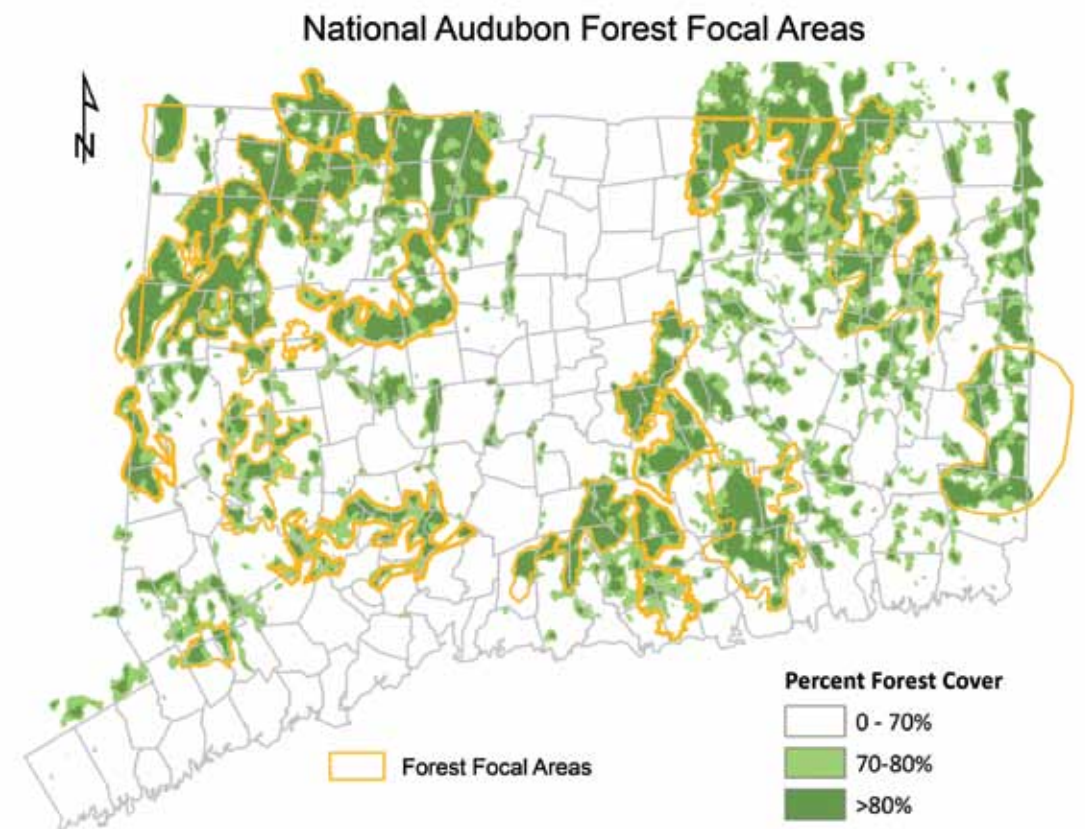 National Audubon Forest Focal Areas
N
Percent Forest Cover
0 - 70%
70-80%
>80%
Forest Focal Areas